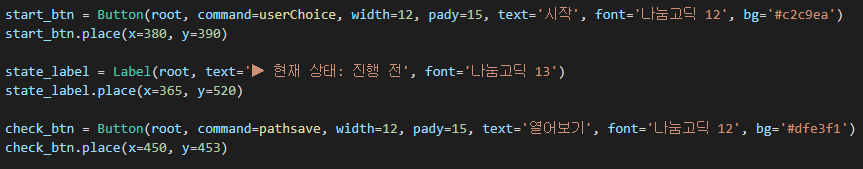 start_btn = Button(root, command=userChoice, width=12, pady=15, text='시작', font='나눔고딕 12', bg='#c2c9ea')
start_btn.place(x=380, y=390)
state_label = Label(root, text='▶ 현재 상태: 진행 전', font='나눔고딕 13')
state_label.place(x=365, y=520)
check_btn = Button(root, command=pathsave, width=12, pady=15, text='열어보기', font='나눔고딕 12', bg='#dfe3f1')
check_btn.place(x=450, y=453)